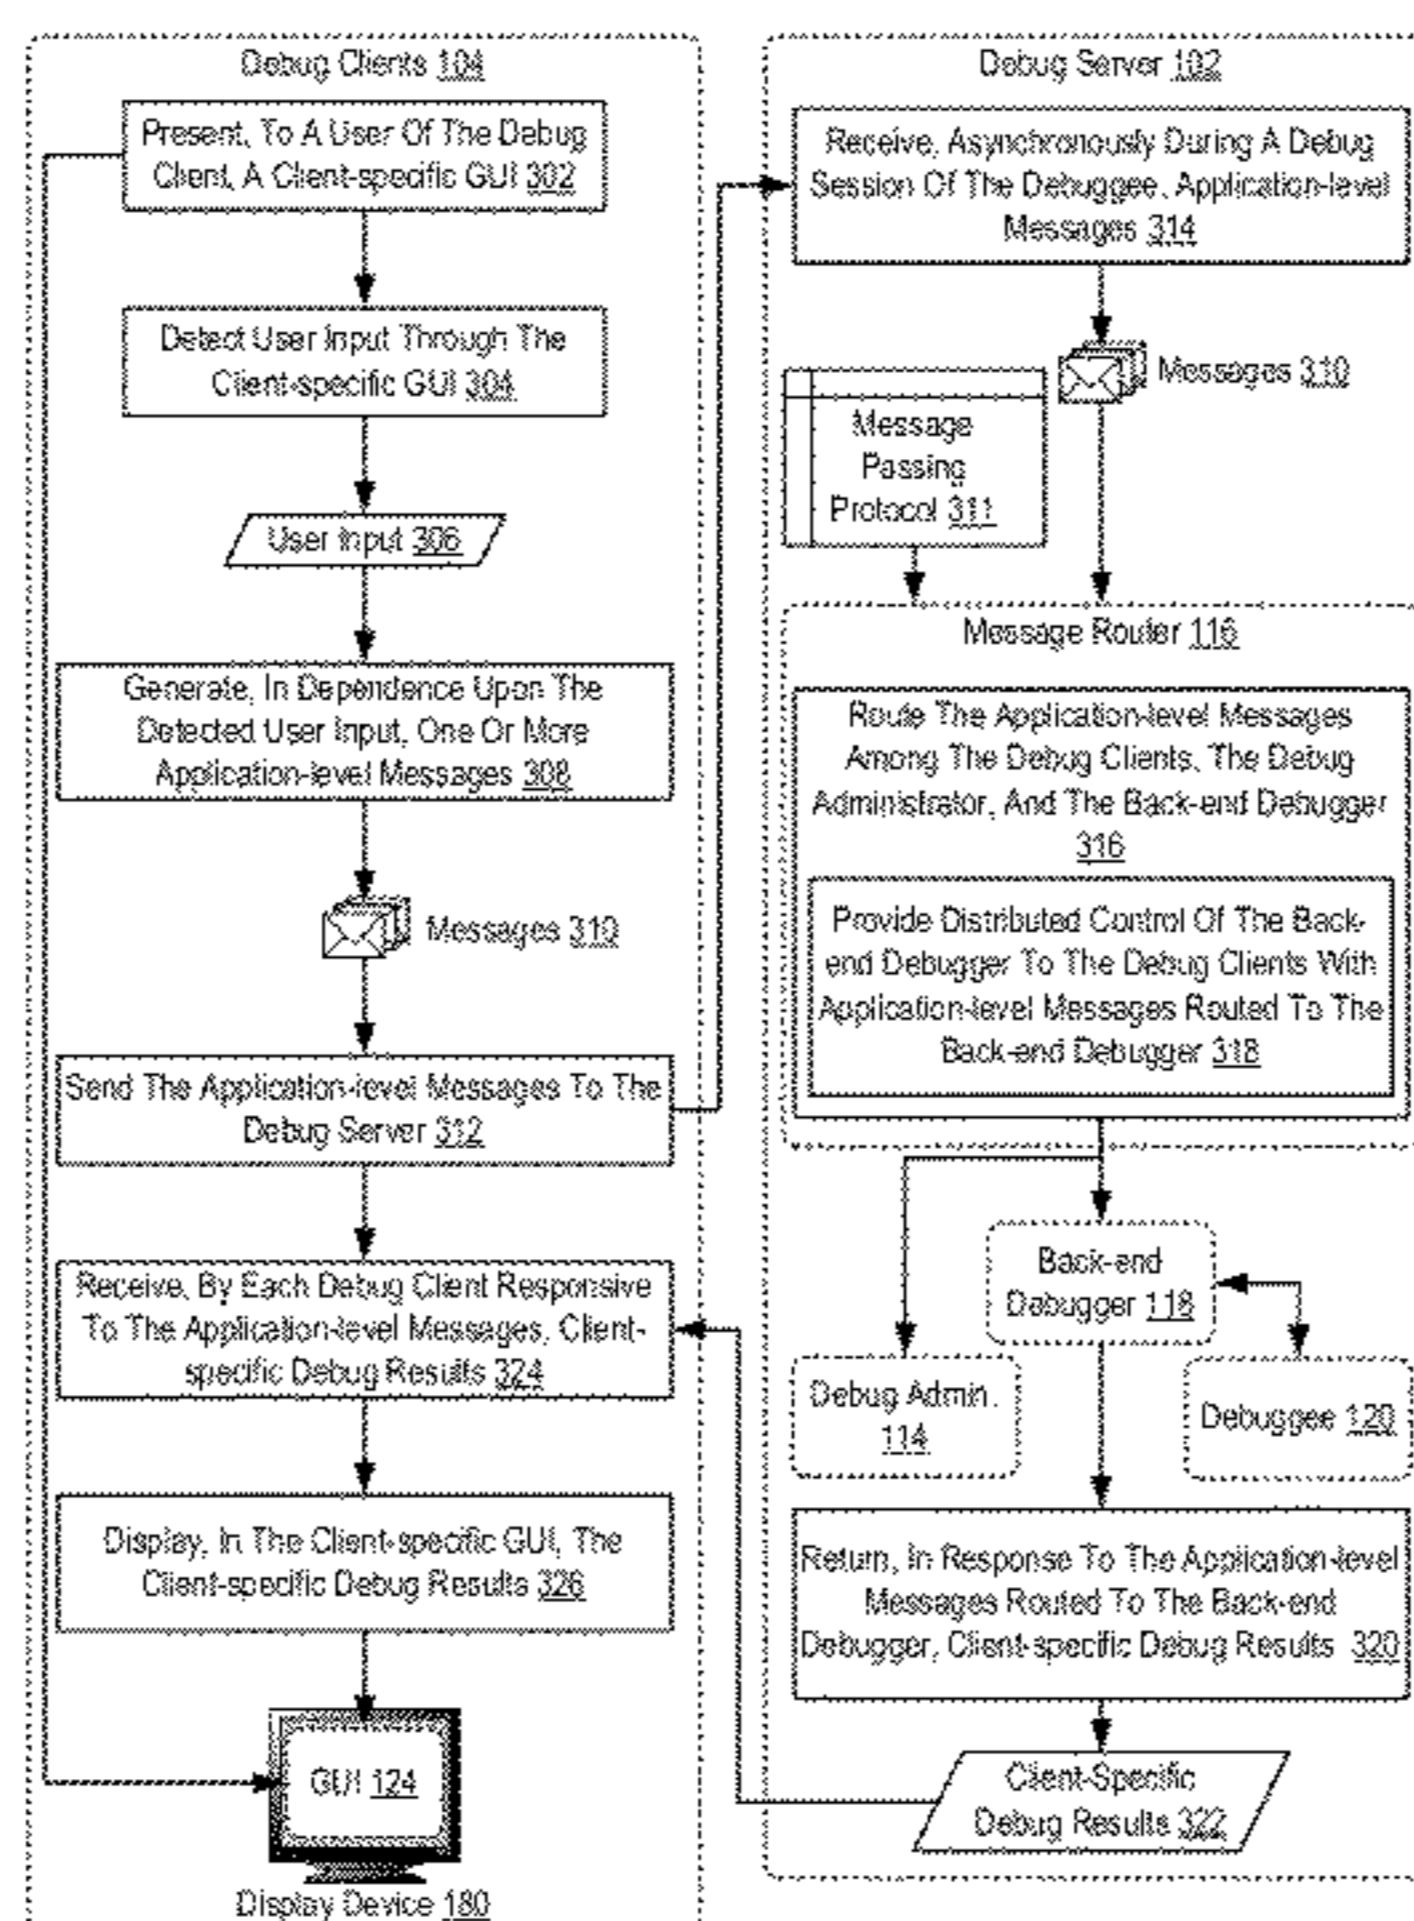 Debug Clients 104
Present, To A User Of The Debug
Client, A Client-specific GUI 302
Detect User Input Through The
Client-specific GUI 304
User Input 306
Generate, In Dependence Upon The
Detected User Input, One Or More
Application-level Messages 308
Messages 310
Send The Application-level Messages To The
Debug Server 312
Receive, By Each Debug Client Responsive
To The Application-level Messages, Client-
specific Debug Results 324
Display, In The Client-specific GUI, The
Client-specific Debug Results 326
GUI 124
Display Device 180
Debug Server 102
Receive, Asynchronously During A Debug
Session Of The Debuggee, Application-level
Messages 314
Messages 310
Message
Passing
Protocol 311
Message Router 116
Route The Application-level Messages
Among The Debug Clients, The Debug
Administrator, And The Back-end Debugger
316
Provide Distributed Control Of The Back-
end Debugger To The Debug Clients With
Application-level Messages Routed To The
Back-end Debugger 318
Back-end
Debugger 118
Debug Admin.
114
Debuggee 120
Return, In Response To The Application-level
Messages Routed To The Back-end
Debugger, Client-specific Debug Results 320
Client-Specific
Debug Results 322